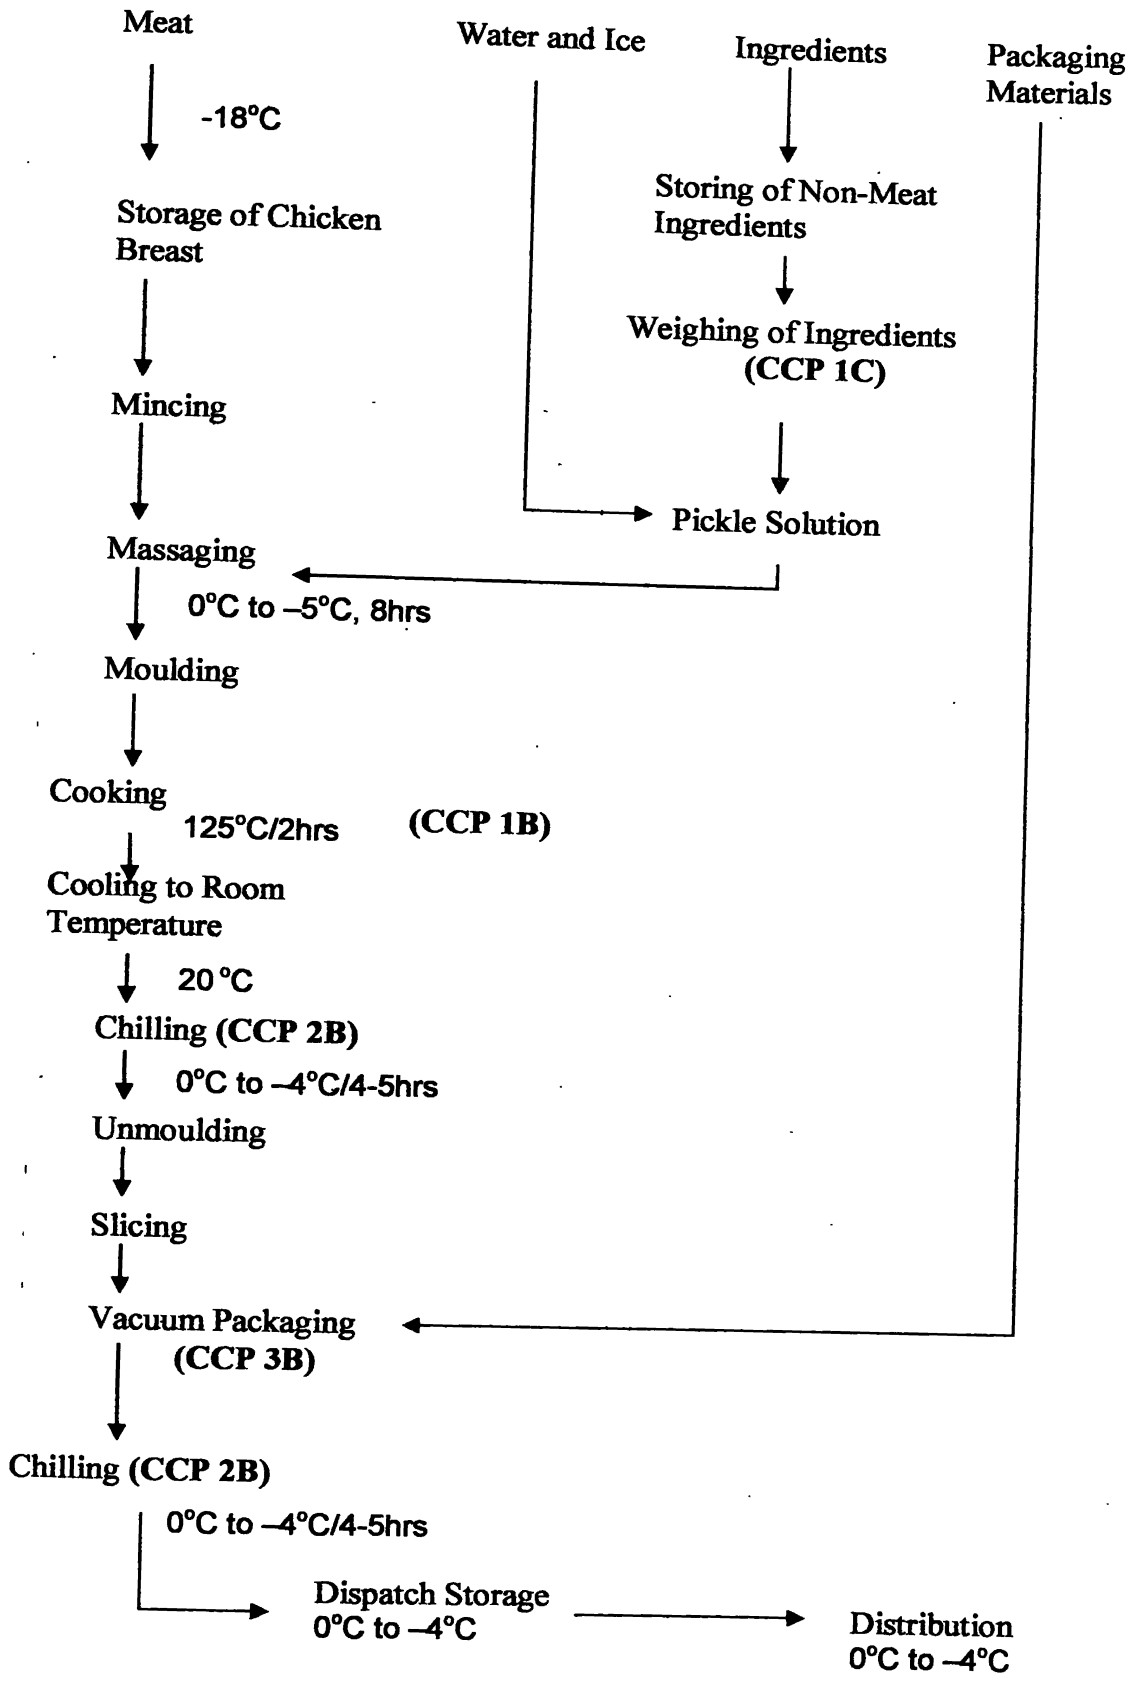 Meat
Water and Ice
Ingredients
Packaging
Materials
-18°C
Storing of Non-Meat
Ingredients
Storage of Chicken
Breast
Weighing of Ingredients
(CCP 1C)
Mincing
Pickle Solution
Massaging
0°C to –5°C, 8hrs
Moulding
Cooking
125°C/2hrs
(CCP 1B)
Cooling to Room
Temperature
20°C
Chilling (CCP 2B)
0°C to –4°C/4-5hrs
Unmoulding
Slicing
Vacuum Packaging
(CCP 3B)
Chilling (CCP 2B)
0°C to –4°C/4-5hrs
Dispatch Storage
0°C to –4°C
Distribution
0°C to –4°C